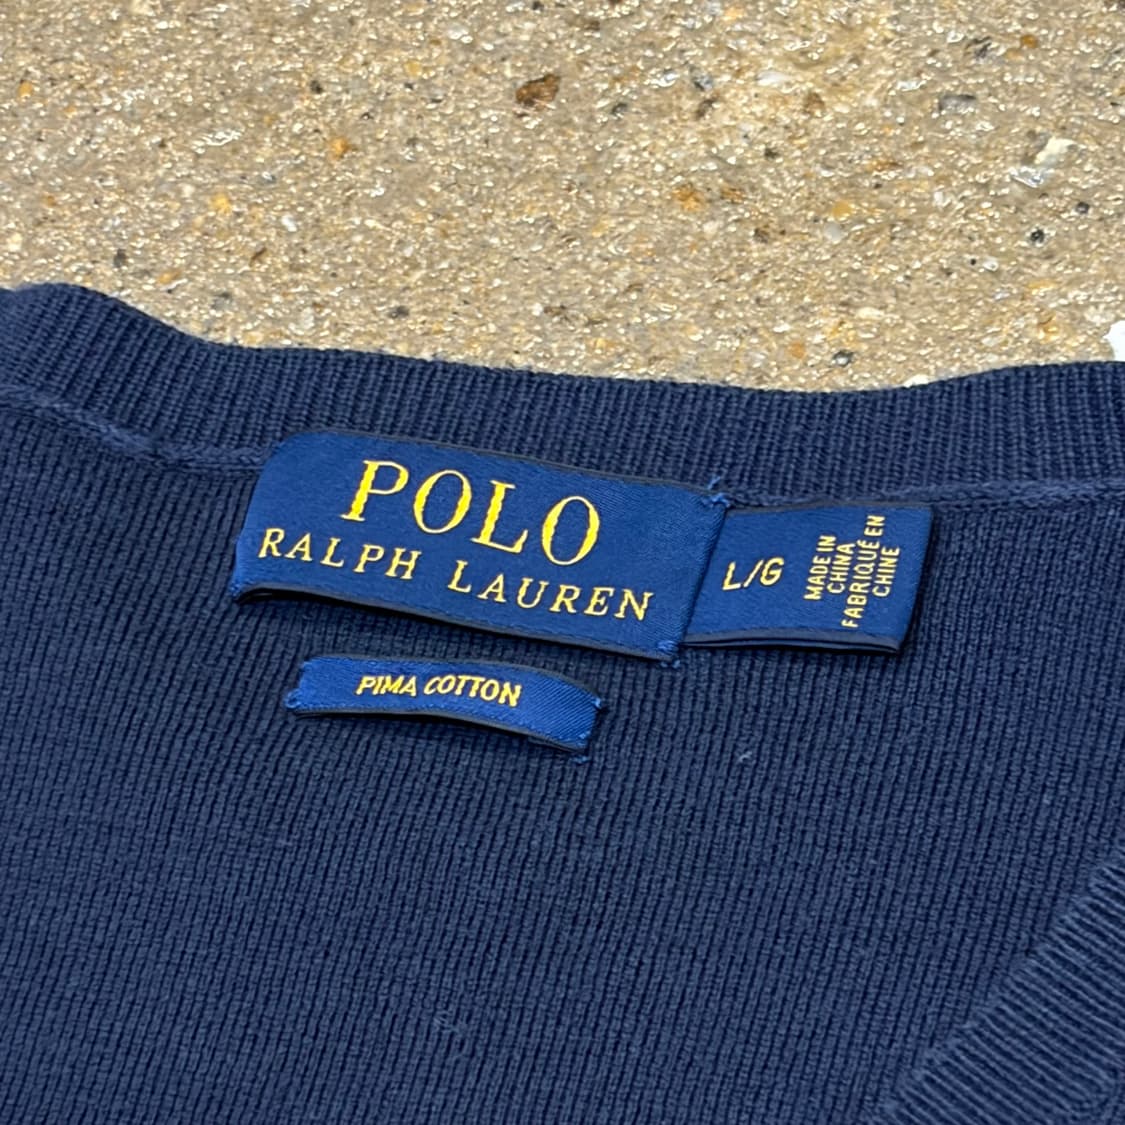 POLO
RALPH LAUREN
L/G
MADE IN
CHINA
FABRIQUÉ EN
CHINE
PIMA COTTON